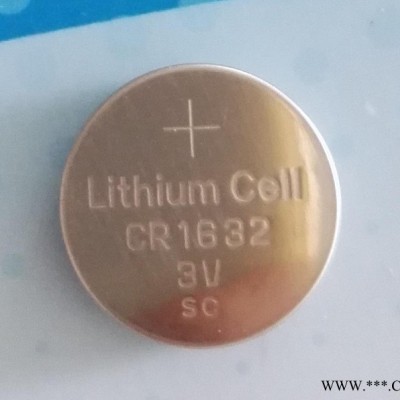 +
Lithium Cell
CR1632
3V
SC
www.***.c